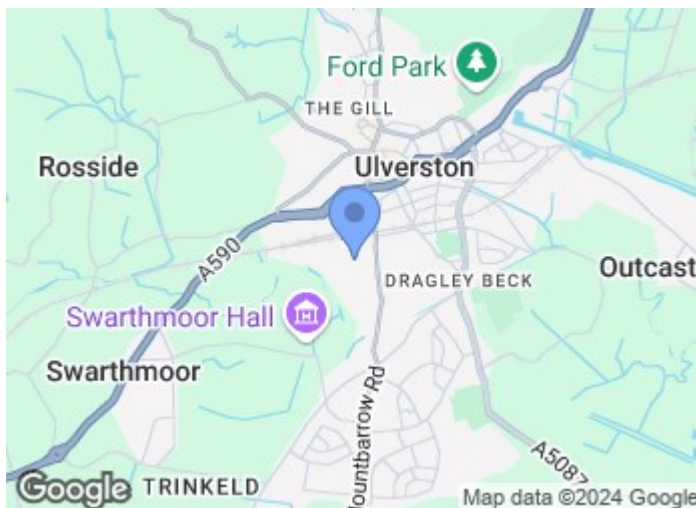 Ford Park
THE GILL
Rosside
Ulverston
A590
DRAGLEY BECK
Outcast
Swarthmoor Hall
Swarthmoor
ountbarrow Rd
A5087
Google
TRINKELD
Map data ©2024 Google